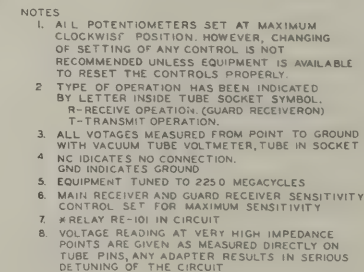 NOTES
1. ALL POTENTIOMETERS SET AT MAXIMUM
CLOCKWISE POSITION. HOWEVER, CHANGING
OF SETTING OF ANY CONTROL IS NOT
RECOMMENDED UNLESS EQUIPMENT IS AVAILABLE
TO RESET THE CONTROLS PROPERLY.
2 TYPE OF OPERATION HAS BEEN INDICATED
BY LETTER INSIDE TUBE SOCKET SYMBOL.
R-RECEIVE OPEATION. (GUARD RECEIVERON)
T-TRANSMIT OPERATION.
3. ALL VOTAGES MEASURED FROM POINT TO GROUND
WITH VACUUM TUBE VOLTMETER, TUBE IN SOCKET
4 NC IDICATES NO CONNECTION.
GND INDICATES GROUND
5. EQUIPMENT TUNED TO 225.0 MEGACYCLES
6. MAIN RECEIVER AND GUARD RECEIVER SENSITIVITY
CONTROL SET FOR MAXIMUM SENSITIVITY
7. *RELAY RE-101 IN CIRCUIT
8. VOLTAGE READING AT VERY HIGH IMPEDANCE
POINTS ARE GIVEN AS MEASURED DIRECTLY ON
TUBE PINS, ANY ADAPTER RESULTS IN SERIOUS
DETUNING OF THE CIRCUIT